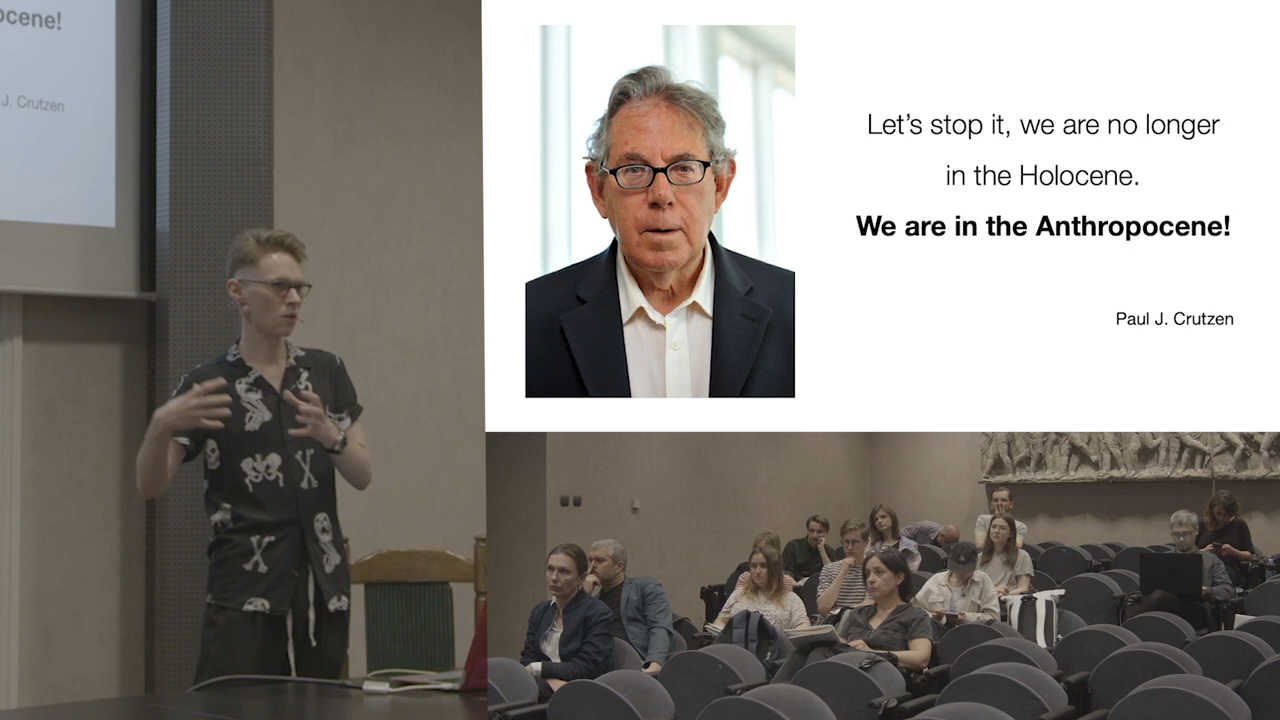 ocene!
J. Crutzen
Let's stop it, we are no longer
in the Holocene.
We are in the Anthropocene!
Paul J. Crutzen